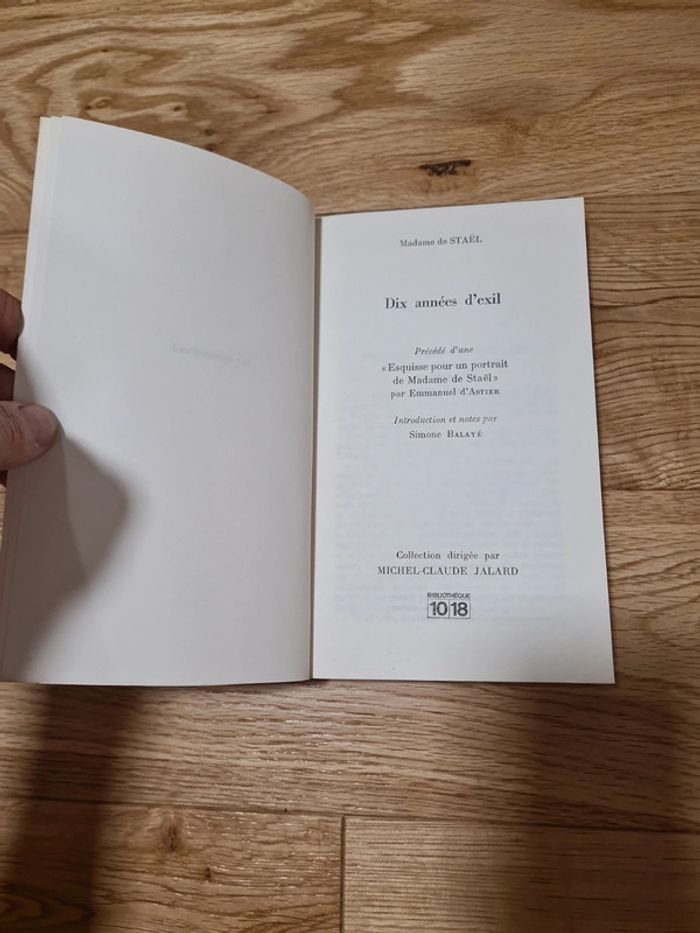 Madame de STAËL
Dix années d'exil
Précédé d'une
« Esquisse pour un portrait
de Madame de Staël »
par Emmanuel d'ASTIER
Introduction et notes par
Simone BALAYÉ
Collection dirigée par
MICHEL-CLAUDE JALARD
BIBLIOTHÈQUE
10|18